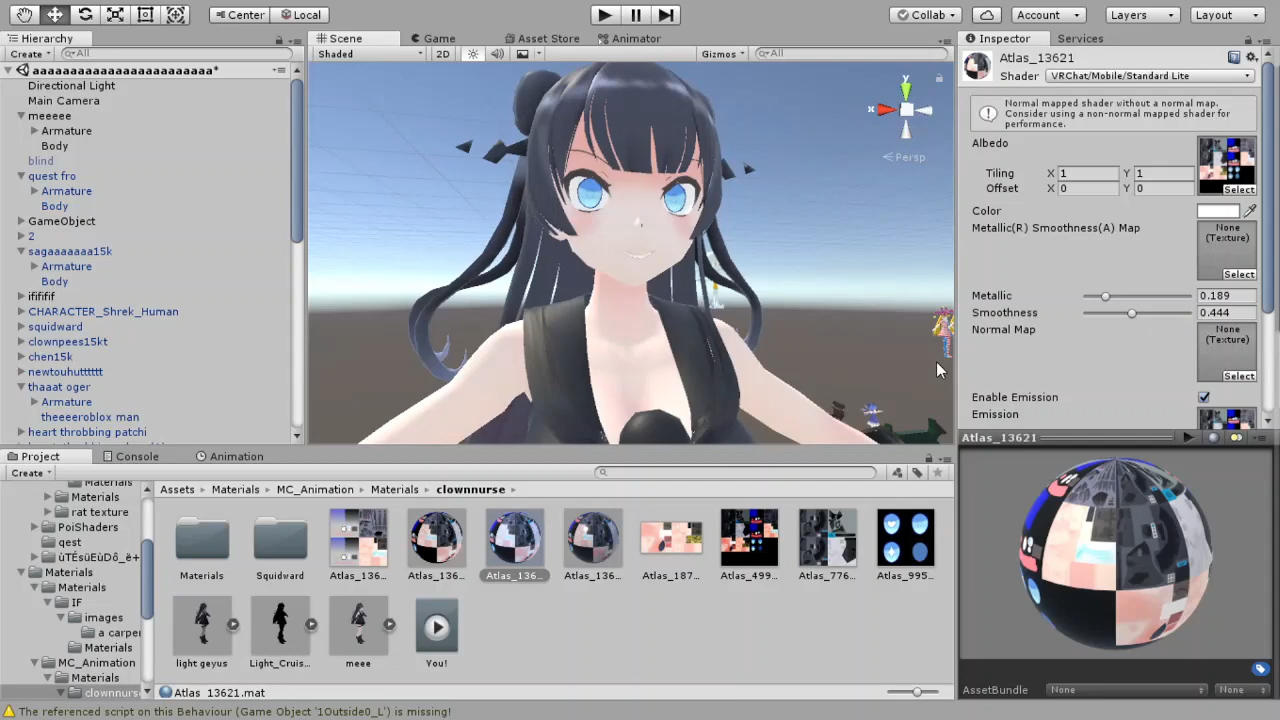 Center Local Collab Account Layers Layout
Hierarchy
Create All
aaaaaaaaaaaaaaaaaaaaaaaa*
Directional Light
Main Camera
meeeee
Armature
Body
blind
quest fro
Armature
Body
GameObject
2
sagaaaaaaa15k
Armature
Body
ifififif
CHARACTER_Shrek_Human
squidward
clownpees15kt
chen15k
newtouhutttttt
thaaat oger
Armature
theeeeroblox man
heart throbbing patchi
Scene Game Asset Store Animator
Shaded 2D Gizmos All
y
x
Persp
Inspector Services
Atlas_13621
Shader VRChat/Mobile/Standard Lite
Normal mapped shader without a normal map.
Consider using a non-normal mapped shader for
performance.
Albedo
Tiling X 1 Y 1
Offset X 0 Y 0
Select
Color
Metallic(R) Smoothness(A) Map
None
(Texture)
Select
Metallic 0.189
Smoothness 0.444
Normal Map
None
(Texture)
Select
Enable Emission
Emission
Atlas_13621
AssetBundle None None
Project Console Animation
Create
Materials
Materials
rat texture
PoiShaders
qest
Materials
Materials
IF
images
a carpe
Materials
MC_Animation
Materials
clownnurse
Assets Materials MC_Animation Materials clownnurse
Materials Squidward Atlas_136... Atlas_136... Atlas_136... Atlas_136... Atlas_187... Atlas_499... Atlas_776... Atlas_995...
light geyus Light_Cruis... meee You!
Atlas_13621.mat
The referenced script on this Behaviour (Game Object '1Outside0_L') is missing!